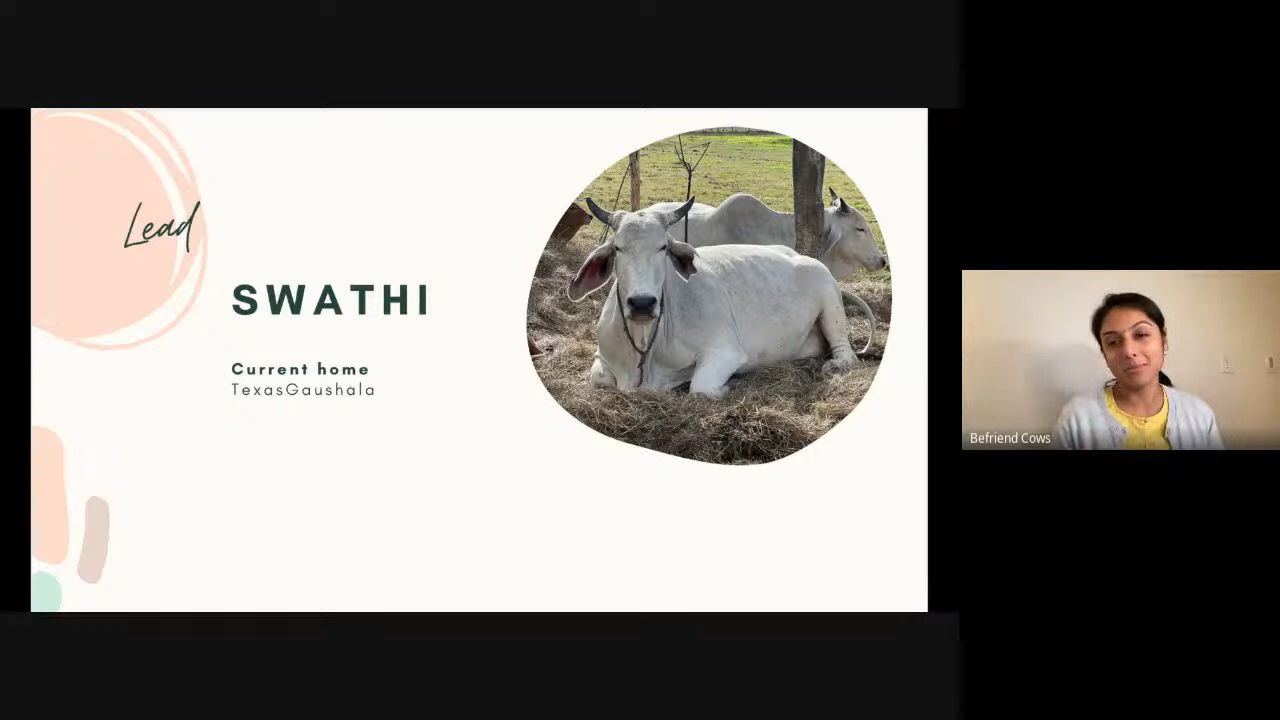 Lead
SWATHI
Current home
TexasGaushala
Befriend Cows